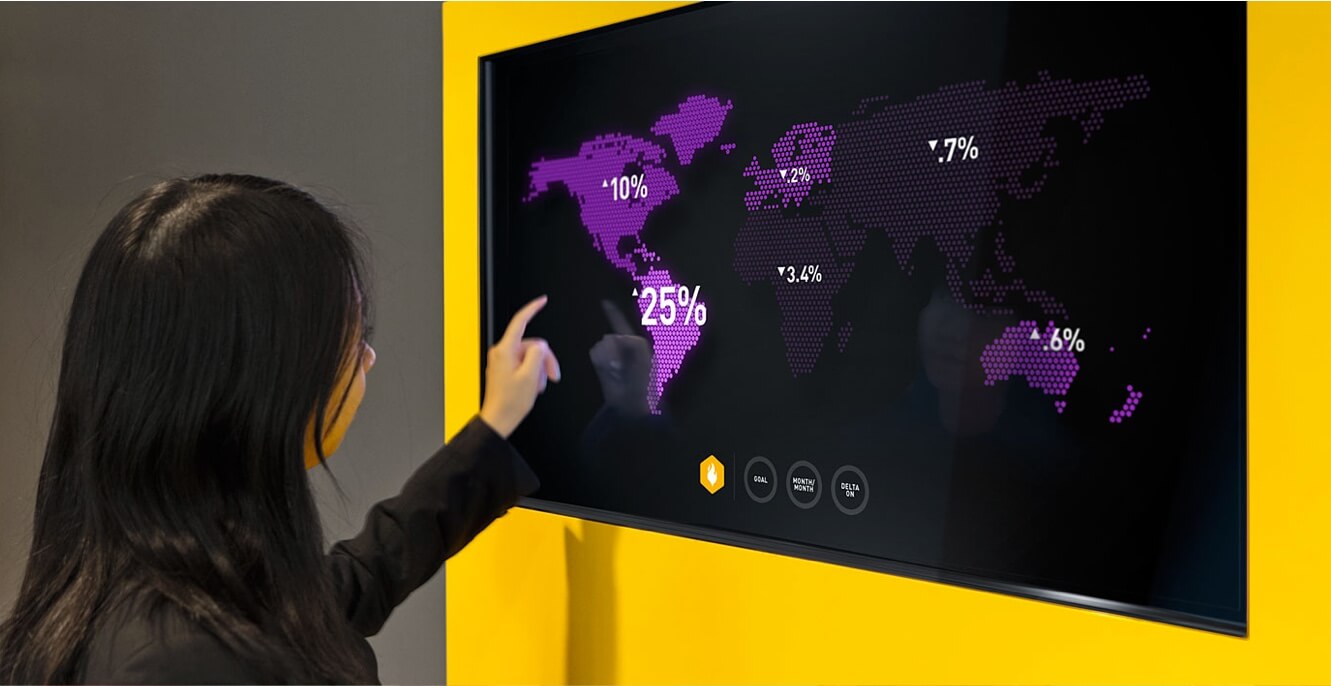 ▼.7%
▲10%
▼.2%
▼3.4%
▲25%
▲.6%
GOAL
MONTH/
MONTH
DELTA
ON